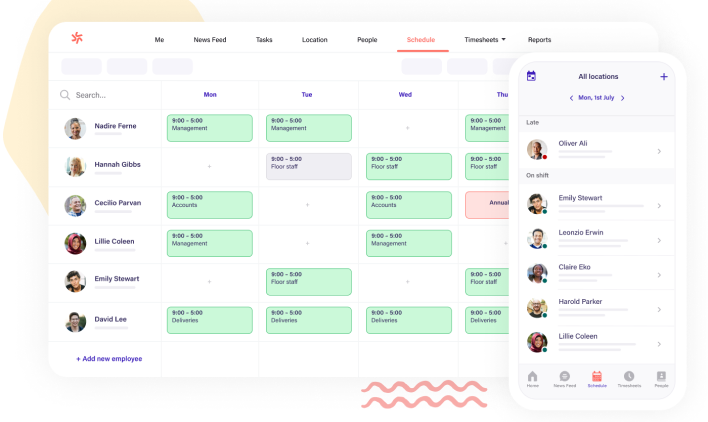 Me News Feed Tasks Location People Schedule Timesheets Reports
Search... Mon Tue Wed Thu
Nadire Ferne
9:00 – 5:00
Management
9:00 – 5:00
Management
+
9:00 – 5:00
Management
Hannah Gibbs
+
9:00 – 5:00
Floor staff
9:00 – 5:00
Floor staff
9:00 – 5:00
Floor staff
Cecilio Parvan
9:00 – 5:00
Accounts
+
9:00 – 5:00
Accounts
Annual
Lillie Coleen
9:00 – 5:00
Management
+
9:00 – 5:00
Management
+
Emily Stewart
+
9:00 – 5:00
Floor staff
+
9:00 – 5:00
Floor staff
David Lee
9:00 – 5:00
Deliveries
9:00 – 5:00
Deliveries
9:00 – 5:00
Deliveries
9:00 – 5:00
Deliveries
+ Add new employee
All locations +
< Mon, 1st July >
Late
Oliver Ali
On shift
Emily Stewart
Leonzio Erwin
Claire Eko
Harold Parker
Lillie Coleen
Home News Feed Schedule Timesheets People